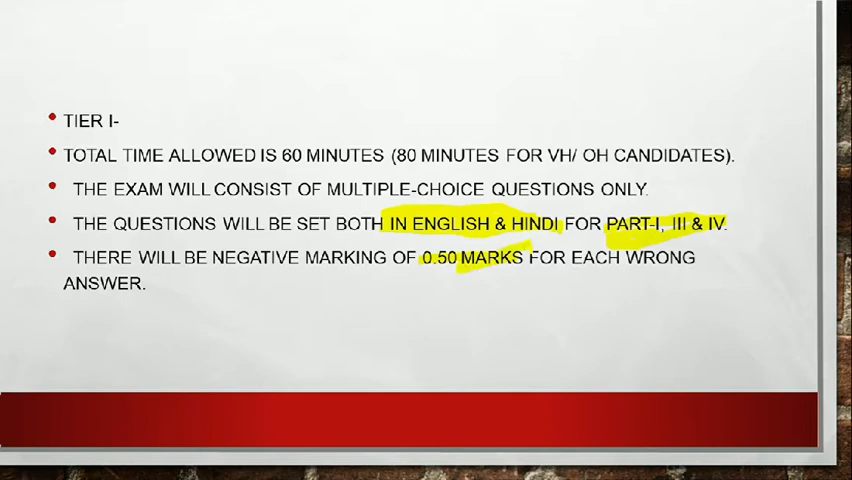 • TIER I-
• TOTAL TIME ALLOWED IS 60 MINUTES (80 MINUTES FOR VH/ OH CANDIDATES).
• THE EXAM WILL CONSIST OF MULTIPLE-CHOICE QUESTIONS ONLY.
• THE QUESTIONS WILL BE SET BOTH IN ENGLISH & HINDI FOR PART-I, III & IV.
• THERE WILL BE NEGATIVE MARKING OF 0.50 MARKS FOR EACH WRONG
ANSWER.